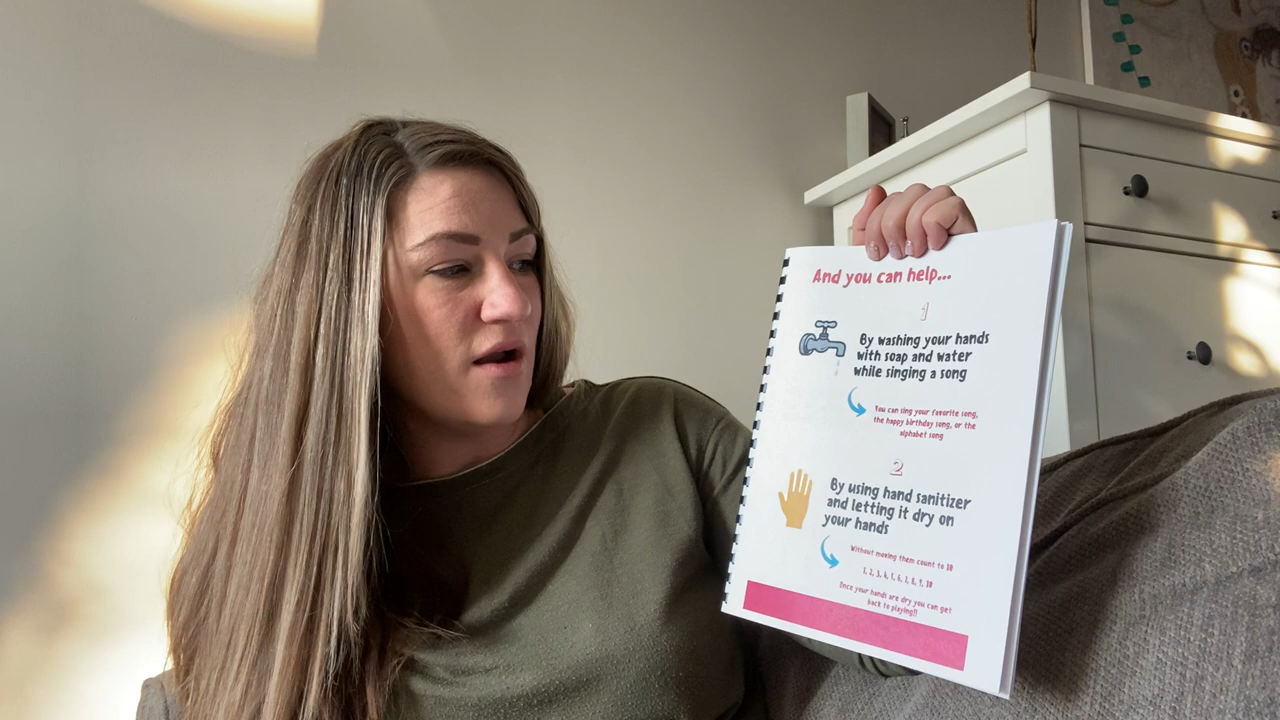 And you can help...
1
By washing your hands
with soap and water
while singing a song
You can sing your favorite song,
the happy birthday song, or the
alphabet song
2
By using hand sanitizer
and letting it dry on
your hands
Without moving them count to 10
1, 2, 3, 4, 5, 6, 7, 8, 9, 10
Once your hands are dry you can get
back to playing!!